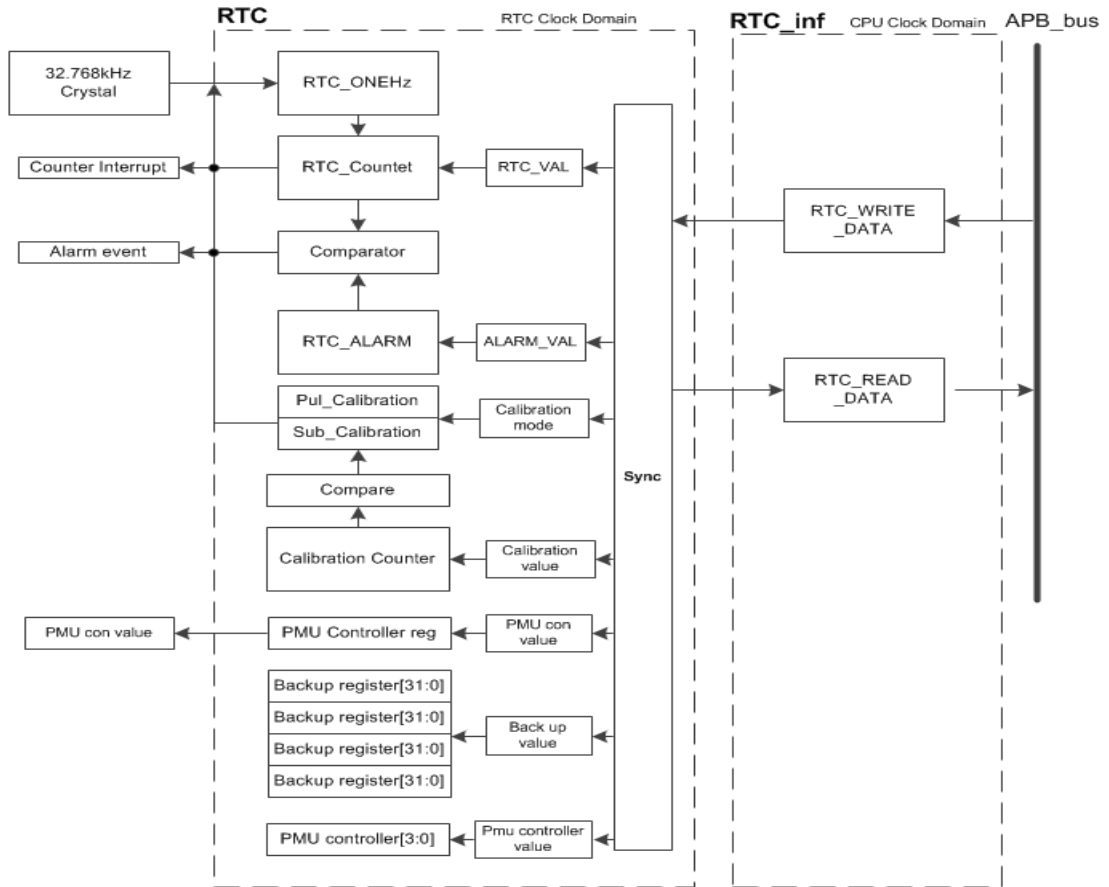 RTC
RTC Clock Domain
RTC_inf
CPU Clock Domain
APB_bus
32.768kHz
Crystal
RTC_ONEHz
Counter Interrupt
RTC_Countet
RTC_VAL
RTC_WRITE
_DATA
Alarm event
Comparator
RTC_ALARM
ALARM_VAL
RTC_READ
_DATA
Pul_Calibration
Sub_Calibration
Calibration
mode
Sync
Compare
Calibration Counter
Calibration
value
PMU con value
PMU Controller reg
PMU con
value
Backup register[31:0]
Backup register[31:0]
Backup register[31:0]
Backup register[31:0]
Back up
value
PMU controller[3:0]
Pmu controller
value